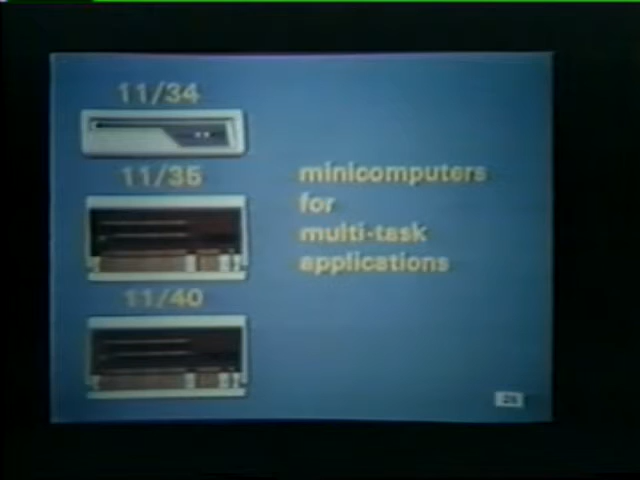 11/34
11/35
11/40
minicomputers
for
multi-task
applications